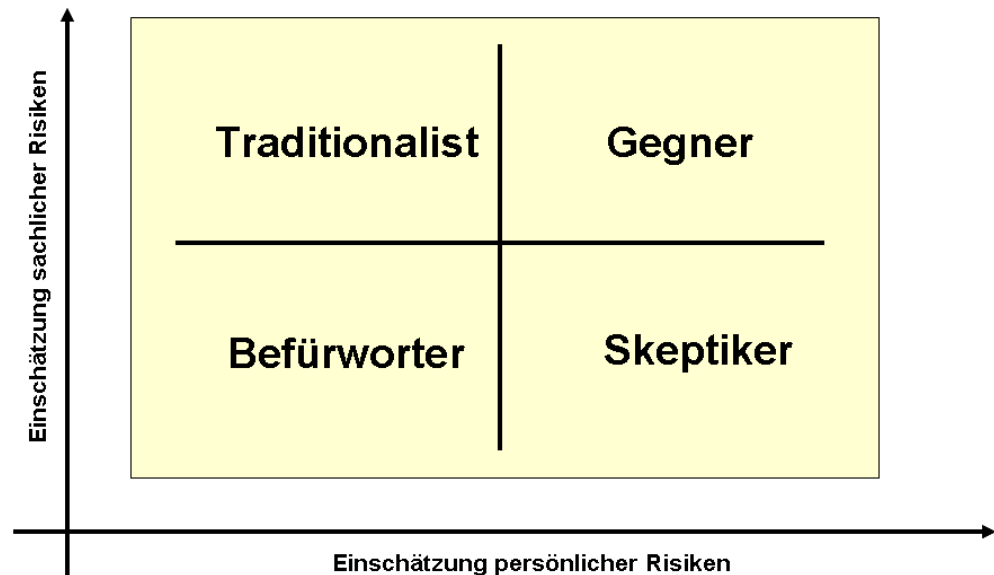 Einschätzung sachlicher Risiken
Traditionalist
Gegner
Befürworter
Skeptiker
Einschätzung persönlicher Risiken